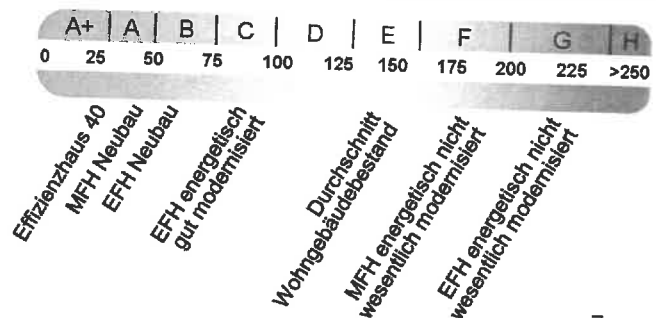 A+ A B C D E F G H
0 25 50 75 100 125 150 175 200 225 >250
Effizienzhaus 40
MFH Neubau
EFH Neubau
EFH energetisch
gut modernisiert
Durchschnitt
Wohngebäudebestand
MFH energetisch nicht
wesentlich modernisiert
EFH energetisch nicht
wesentlich modernisiert